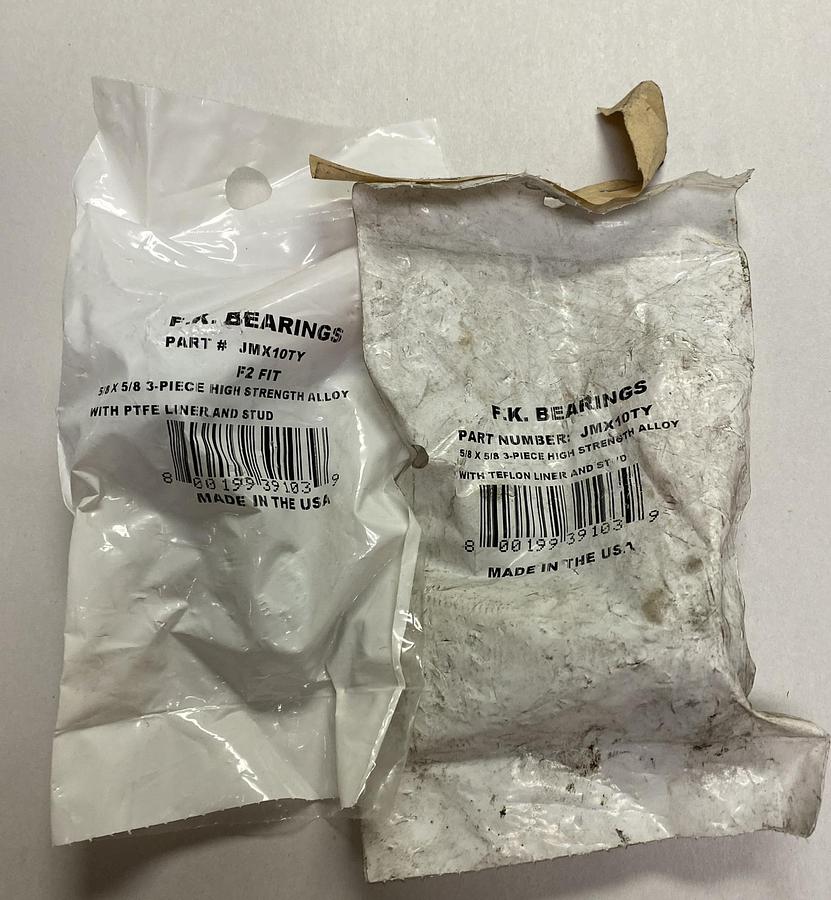 F.K. BEARINGS
PART # JMX10TY
F2 FIT
5/8 X 5/8 3-PIECE HIGH STRENGTH ALLOY
WITH PTFE LINER AND STUD
8 00199 39103 9
MADE IN THE USA
F.K. BEARINGS
PART NUMBER: JMX10TY
5/8 X 5/8 3-PIECE HIGH STRENGTH ALLOY
WITH TEFLON LINER AND STUD
8 00199 39103 9
MADE IN THE USA